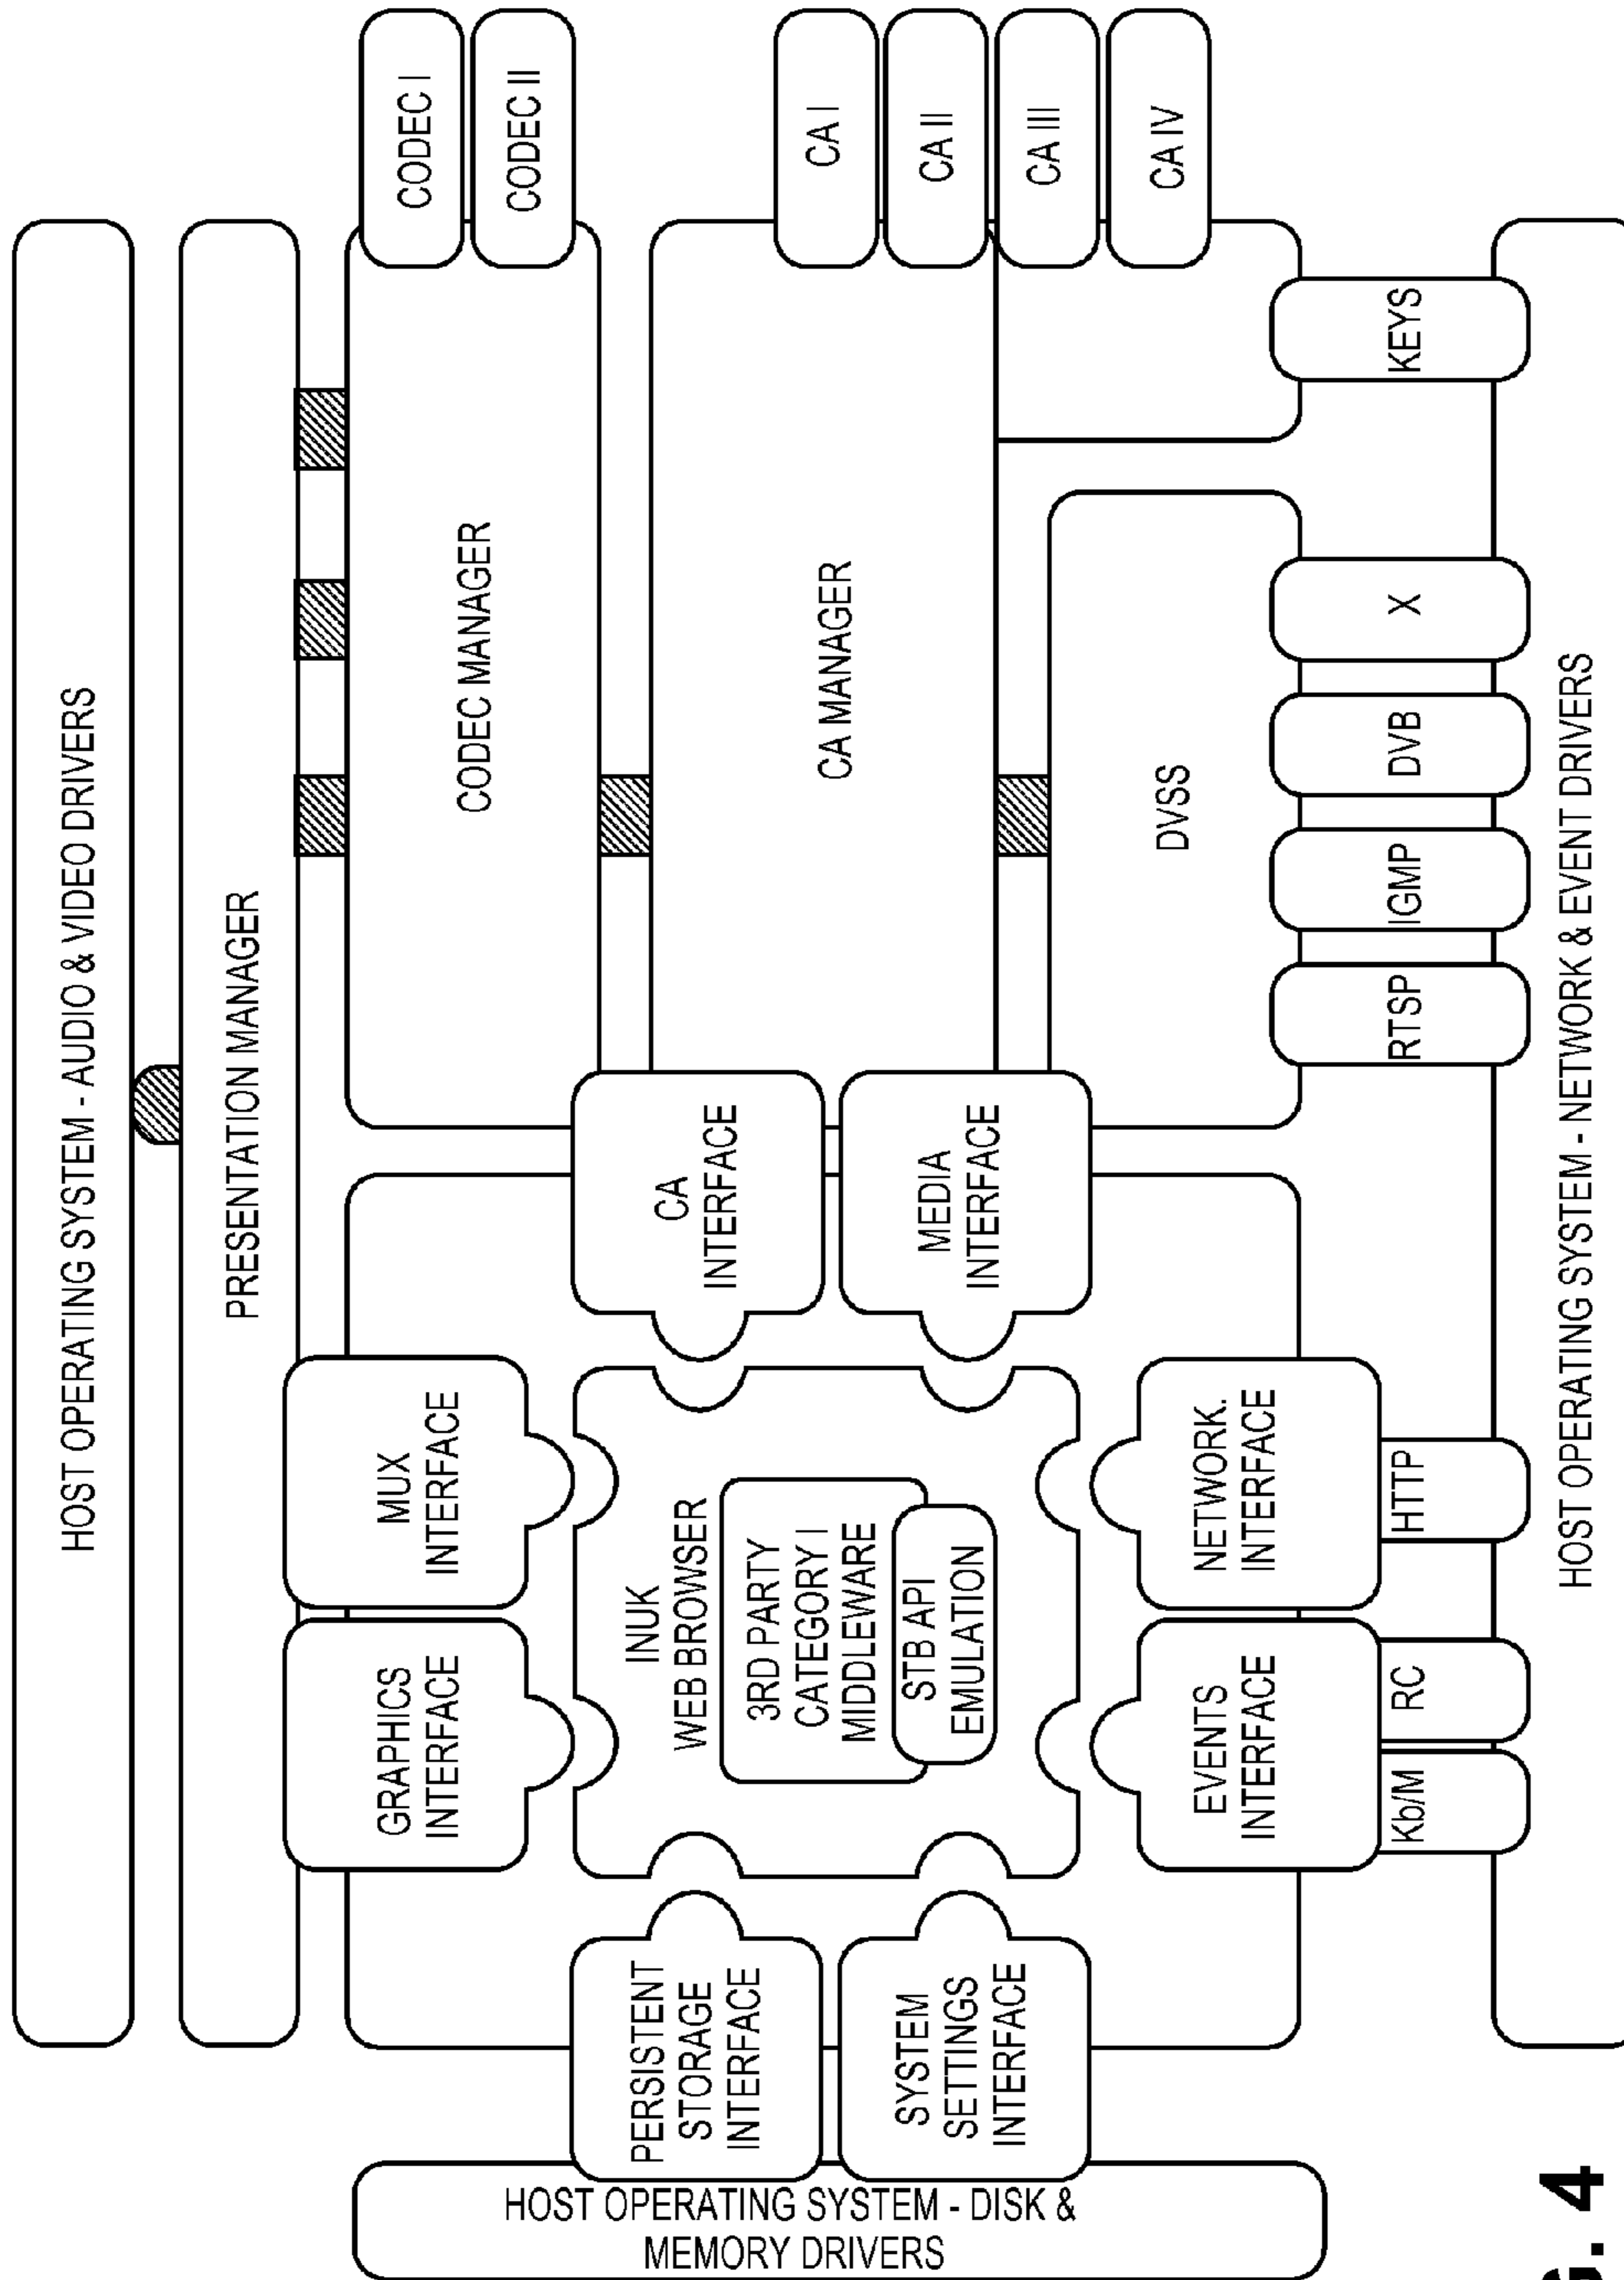 HOST OPERATING SYSTEM - AUDIO & VIDEO DRIVERS
PRESENTATION MANAGER
GRAPHICS
INTERFACE
MUX
INTERFACE
CODEC MANAGER
CODEC I
CODEC II
PERSISTENT
STORAGE
INTERFACE
SYSTEM
SETTINGS
INTERFACE
INUK
WEB BROWSER
3RD PARTY
CATEGORY I
MIDDLEWARE
STB API
EMULATION
CA
INTERFACE
MEDIA
INTERFACE
CA MANAGER
CA I
CA II
CA III
CA IV
DVSS
EVENTS
INTERFACE
NETWORK.
INTERFACE
Kb/M
RC
HTTP
RTSP
IGMP
DVB
X
KEYS
HOST OPERATING SYSTEM - DISK &
MEMORY DRIVERS
HOST OPERATING SYSTEM - NETWORK & EVENT DRIVERS
G. 4